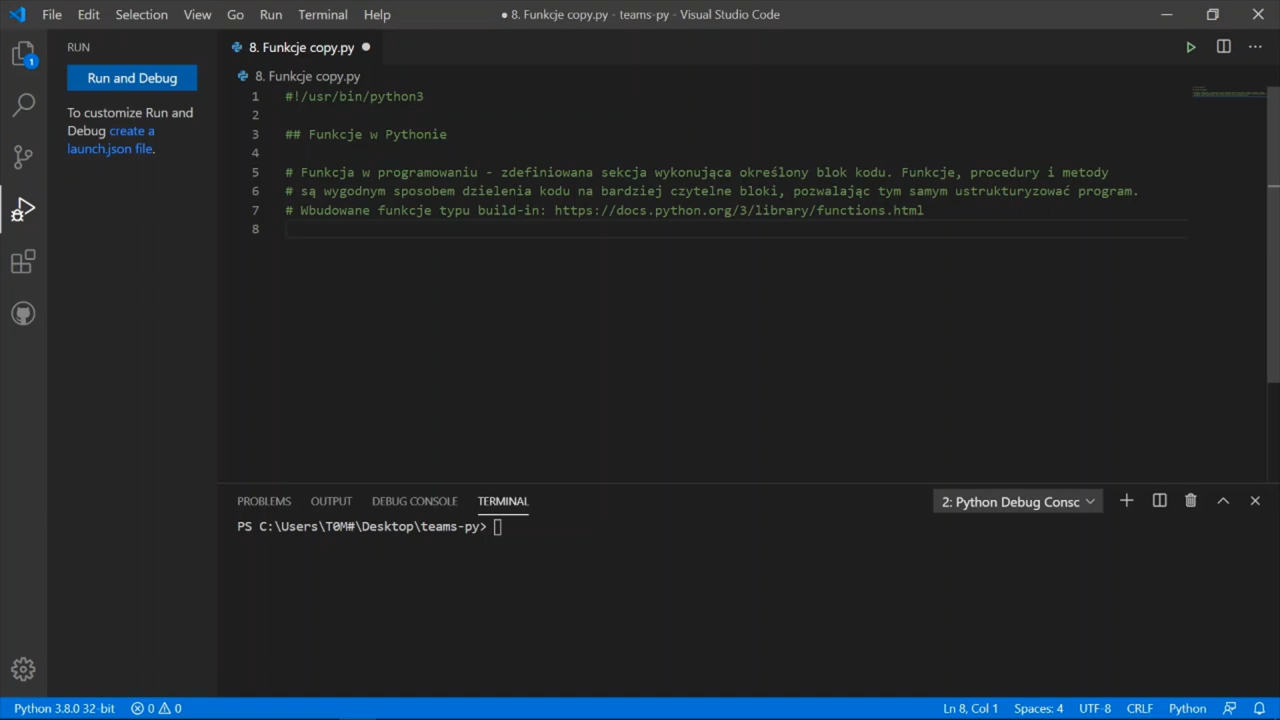 File Edit Selection View Go Run Terminal Help
● 8. Funkcje copy.py - teams-py - Visual Studio Code
RUN
8. Funkcje copy.py
Run and Debug
To customize Run and
Debug create a
launch.json file.
1
8. Funkcje copy.py
1 #!/usr/bin/python3
2
3 ## Funkcje w Pythonie
4
5 # Funkcja w programowaniu - zdefiniowana sekcja wykonująca określony blok kodu. Funkcje, procedury i metody
6 # są wygodnym sposobem dzielenia kodu na bardziej czytelne bloki, pozwalając tym samym ustrukturyzować program.
7 # Wbudowane funkcje typu build-in: https://docs.python.org/3/library/functions.html
8
PROBLEMS OUTPUT DEBUG CONSOLE TERMINAL
2: Python Debug Consc
PS C:\Users\T0M#\Desktop\teams-py>
Python 3.8.0 32-bit 0 0
Ln 8, Col 1 Spaces: 4 UTF-8 CRLF Python